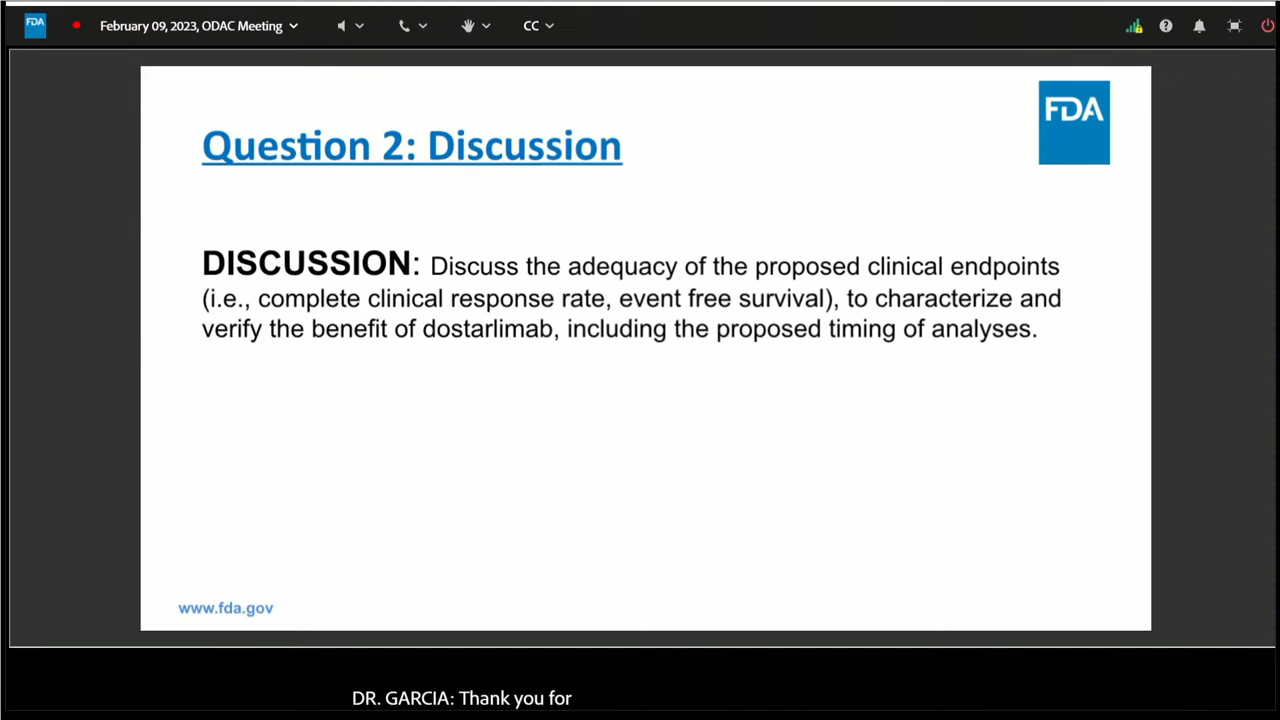 FDA
February 09, 2023, ODAC Meeting
CC
FDA
Question 2: Discussion
DISCUSSION: Discuss the adequacy of the proposed clinical endpoints
(i.e., complete clinical response rate, event free survival), to characterize and
verify the benefit of dostarlimab, including the proposed timing of analyses.
www.fda.gov
DR. GARCIA: Thank you for